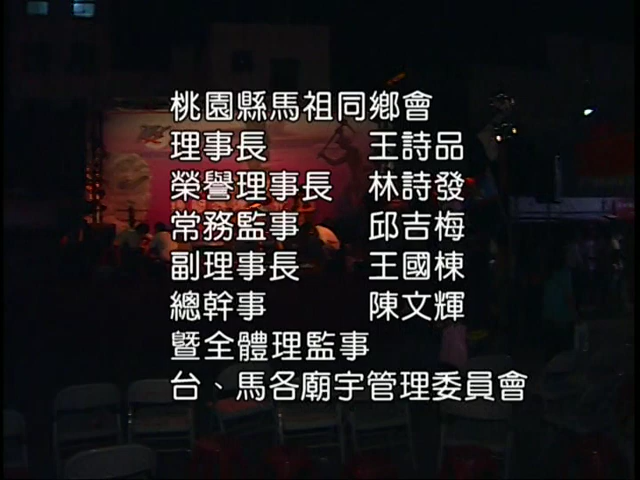 桃園縣馬祖同鄉會
理事長 王詩品
榮譽理事長 林詩發
常務監事 邱吉梅
副理事長 王國棟
總幹事 陳文輝
暨全體理監事
台、馬各廟宇管理委員會